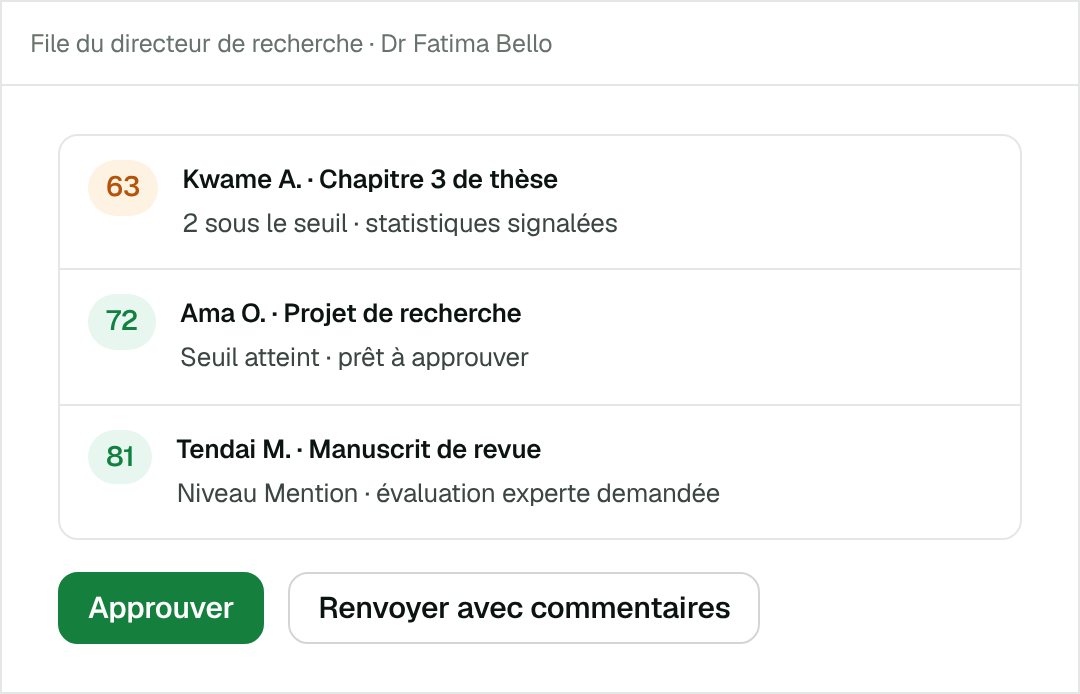 File du directeur de recherche · Dr Fatima Bello
63
Kwame A. · Chapitre 3 de thèse
2 sous le seuil · statistiques signalées
72
Ama O. · Projet de recherche
Seuil atteint · prêt à approuver
81
Tendai M. · Manuscrit de revue
Niveau Mention · évaluation experte demandée
Approuver
Renvoyer avec commentaires